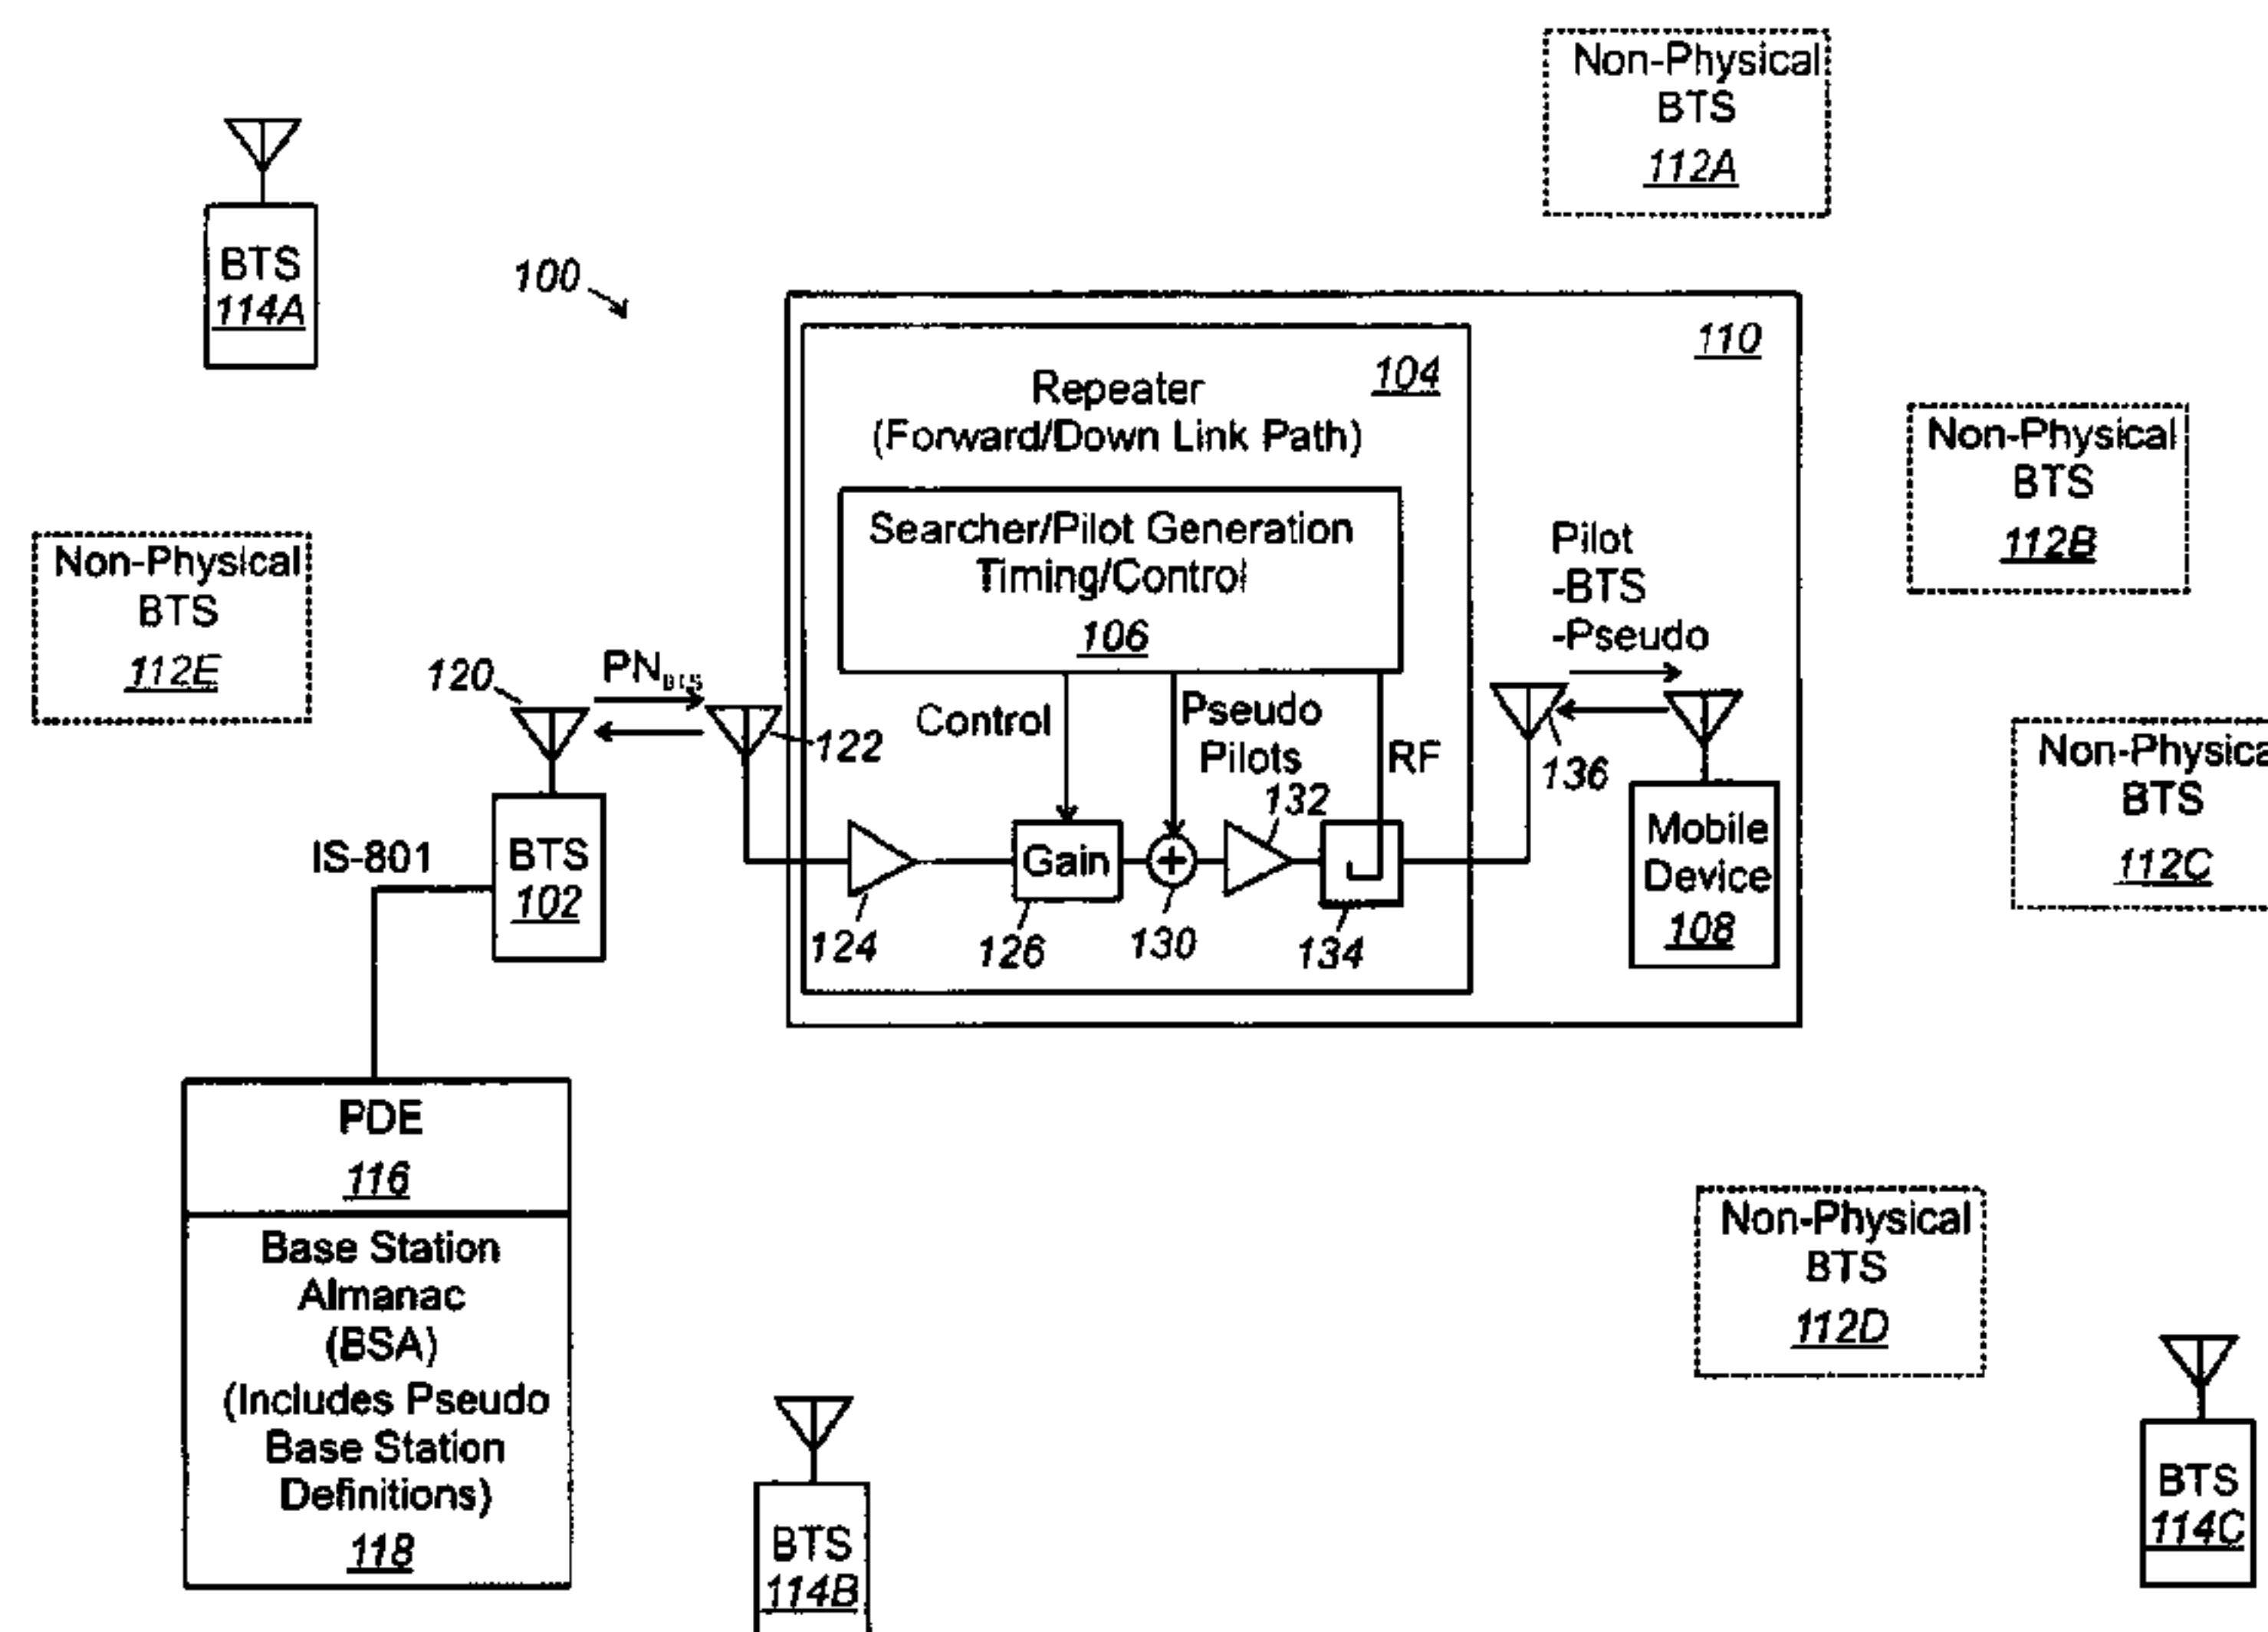 Non-Physical
BTS
112A
BTS
114A
100
110
104
Repeater
(Forward/Down Link Path)
Non-Physical
BTS
112B
Searcher/Pilot Generation
Timing/Control
106
Pilot
-BTS
-Pseudo
Non-Physical
BTS
112E
120
PN BTS
122
Control
Pseudo
Pilots
RF
132
136
Non-Physica
BTS
112C
IS-801
BTS
102
Gain
Mobile
Device
108
124
126
130
134
PDE
116
Base Station
Almanac
(BSA)
(Includes Pseudo
Base Station
Definitions)
118
Non-Physical
BTS
112D
BTS
114B
BTS
114C